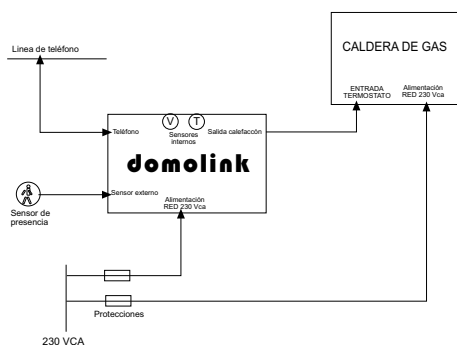 Linea de teléfono
CALDERA DE GAS
ENTRADA
TERMOSTATO
Alimentación
RED 230 Vca
V
T
Teléfono
Sensores
internos
Salida calefaccón
domolink
Sensor externo
Alimentación
RED 230 Vca
Sensor de
presencia
Protecciones
230 VCA